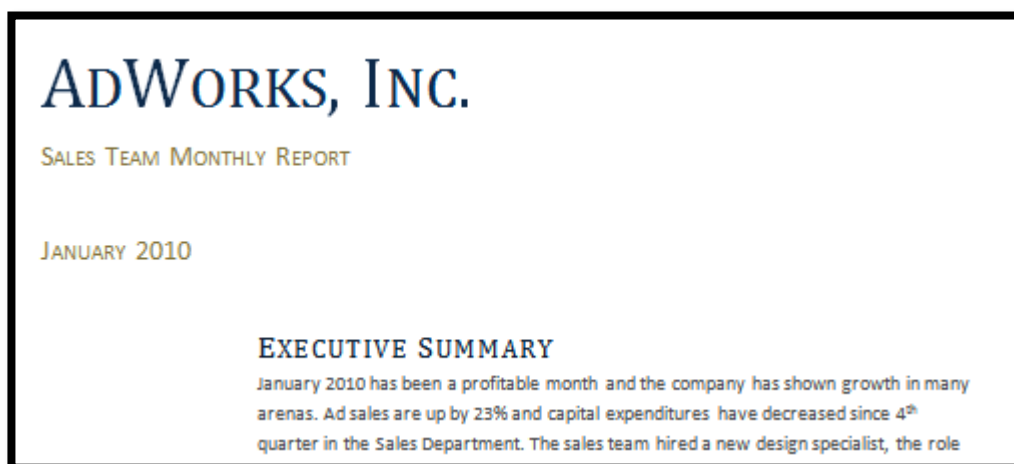 AdWorks, Inc.
Sales Team Monthly Report
January 2010
Executive Summary
January 2010 has been a profitable month and the company has shown growth in many
arenas. Ad sales are up by 23% and capital expenditures have decreased since 4th
quarter in the Sales Department. The sales team hired a new design specialist, the role